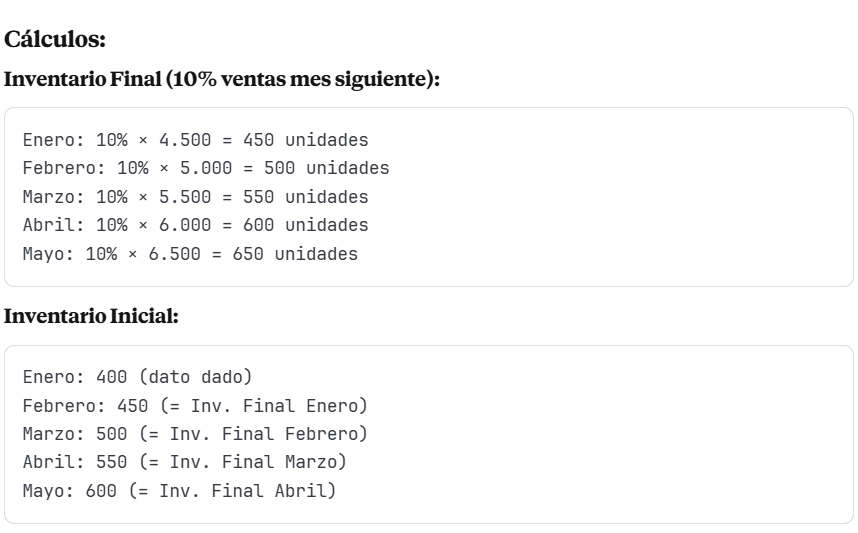 Cálculos:
Inventario Final (10% ventas mes siguiente):
Enero: 10% × 4.500 = 450 unidades
Febrero: 10% × 5.000 = 500 unidades
Marzo: 10% × 5.500 = 550 unidades
Abril: 10% × 6.000 = 600 unidades
Mayo: 10% × 6.500 = 650 unidades
Inventario Inicial:
Enero: 400 (dato dado)
Febrero: 450 (= Inv. Final Enero)
Marzo: 500 (= Inv. Final Febrero)
Abril: 550 (= Inv. Final Marzo)
Mayo: 600 (= Inv. Final Abril)